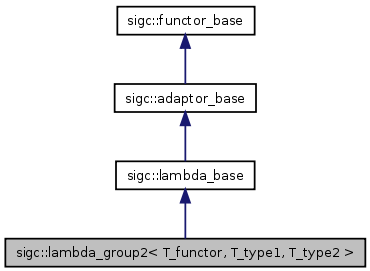 sigc::functor_base
sigc::adaptor_base
sigc::lambda_base
sigc::lambda_group2< T_functor, T_type1, T_type2 >